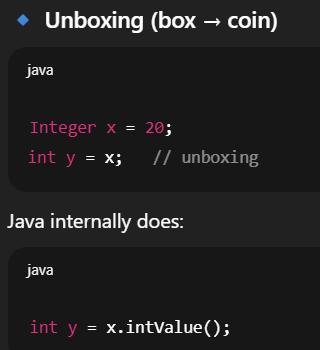 Unboxing (box → coin)
java
Integer x = 20;
int y = x;   // unboxing
Java internally does:
java
int y = x.intValue();